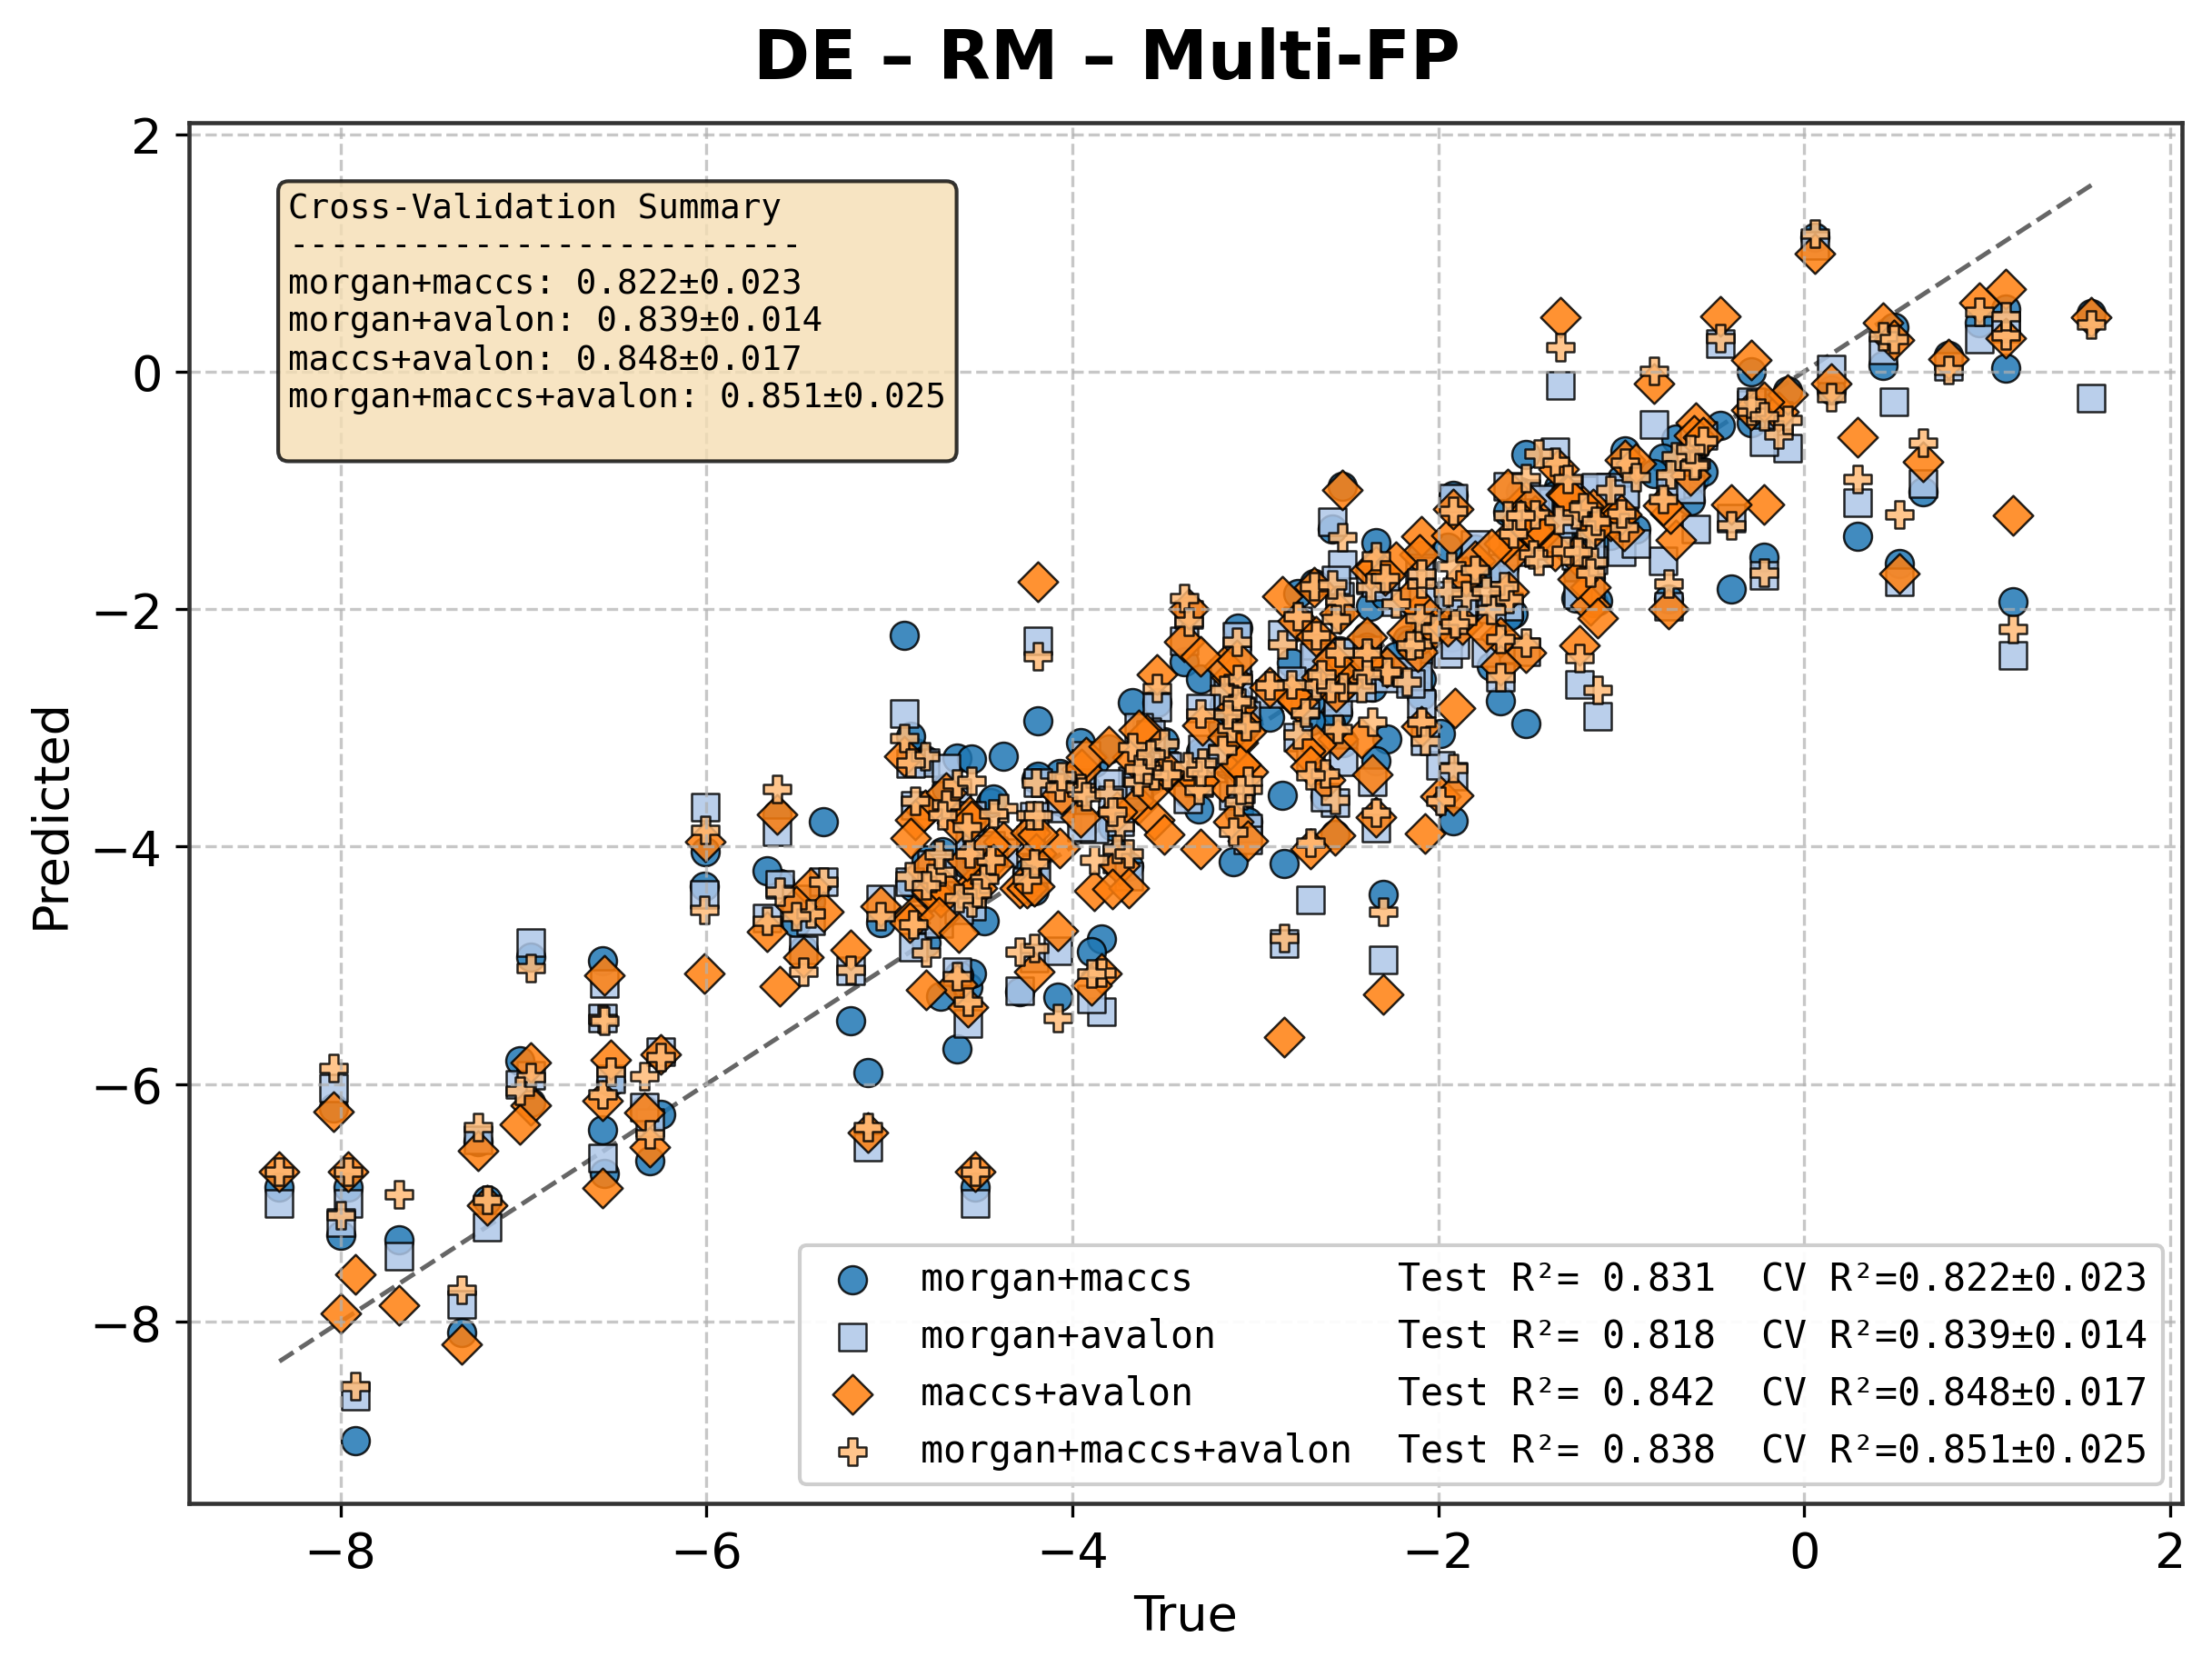 DE – RM – Multi-FP
2
0
−2
−4
−6
−8
Predicted
Cross-Validation Summary
-------------------------
morgan+maccs: 0.822±0.023
morgan+avalon: 0.839±0.014
maccs+avalon: 0.848±0.017
morgan+maccs+avalon: 0.851±0.025
morgan+maccs Test R²= 0.831 CV R²=0.822±0.023
morgan+avalon Test R²= 0.818 CV R²=0.839±0.014
maccs+avalon Test R²= 0.842 CV R²=0.848±0.017
morgan+maccs+avalon Test R²= 0.838 CV R²=0.851±0.025
−8 −6 −4 −2 0 2
True